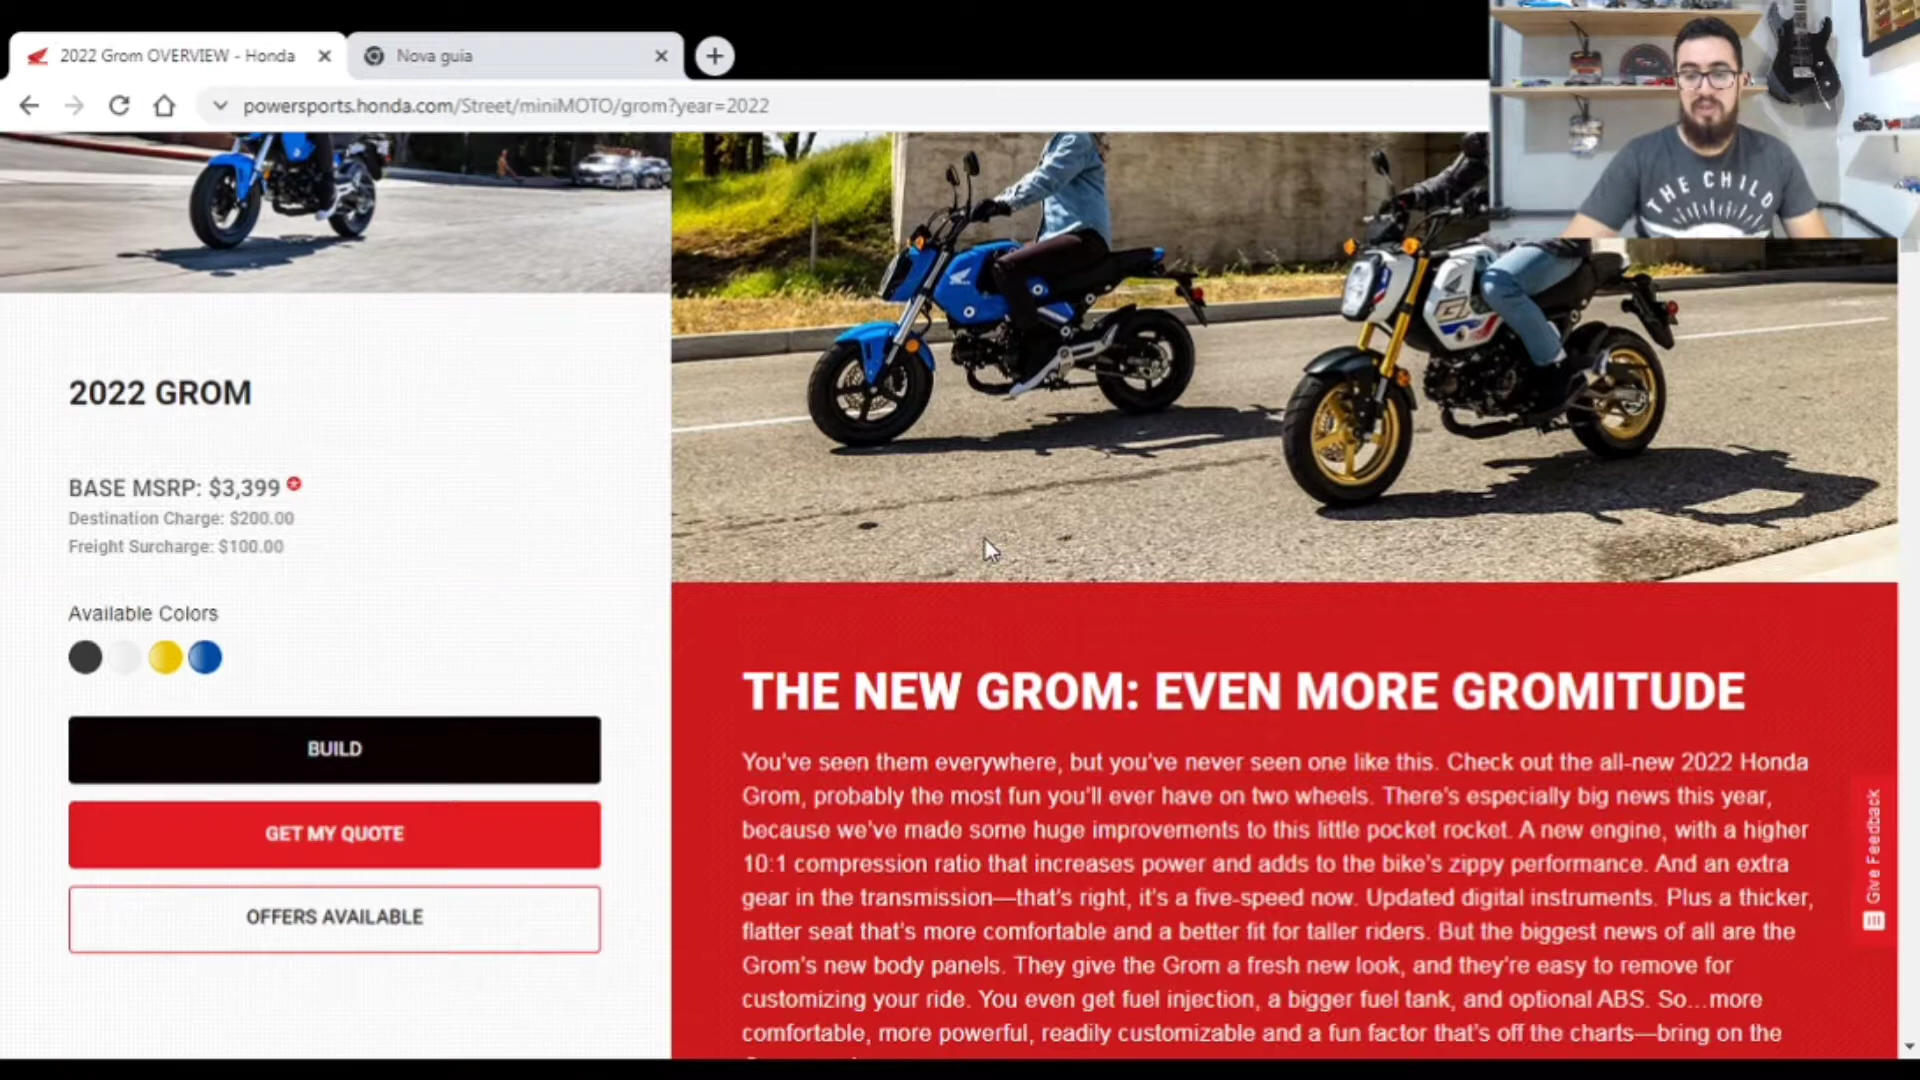 2022 Grom OVERVIEW - Honda
Nova guia
powersports.honda.com/Street/miniMOTO/grom?year=2022
THE CHILD
2022 GROM
BASE MSRP: $3,399
Destination Charge: $200.00
Freight Surcharge: $100.00
Available Colors
BUILD
GET MY QUOTE
OFFERS AVAILABLE
THE NEW GROM: EVEN MORE GROMITUDE
You've seen them everywhere, but you've never seen one like this. Check out the all-new 2022 Honda
Grom, probably the most fun you'll ever have on two wheels. There's especially big news this year,
because we've made some huge improvements to this little pocket rocket. A new engine, with a higher
10:1 compression ratio that increases power and adds to the bike's zippy performance. And an extra
gear in the transmission—that's right, it's a five-speed now. Updated digital instruments. Plus a thicker,
flatter seat that's more comfortable and a better fit for taller riders. But the biggest news of all are the
Grom's new body panels. They give the Grom a fresh new look, and they're easy to remove for
customizing your ride. You even get fuel injection, a bigger fuel tank, and optional ABS. So...more
comfortable, more powerful, readily customizable and a fun factor that's off the charts—bring on the
Give Feedback